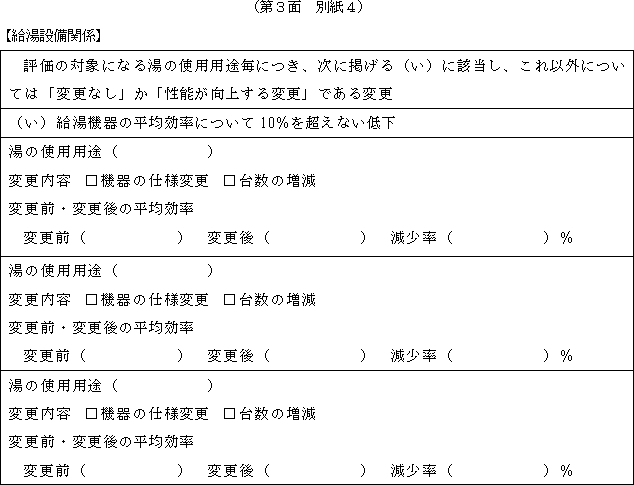 （第３面　別紙４）
【給湯設備関係】
評価の対象になる湯の使用用途毎につき、次に掲げる（い）に該当し、これ以外につい
ては「変更なし」か「性能が向上する変更」である変更
（い）給湯機器の平均効率について 10％を超えない低下
湯の使用用途（　　　　　　）
変更内容　□機器の仕様変更　□台数の増減
変更前・変更後の平均効率
変更前（　　　　　　）　変更後（　　　　　　）　減少率（　　　　　　）％
湯の使用用途（　　　　　　）
変更内容　□機器の仕様変更　□台数の増減
変更前・変更後の平均効率
変更前（　　　　　　）　変更後（　　　　　　）　減少率（　　　　　　）％
湯の使用用途（　　　　　　）
変更内容　□機器の仕様変更　□台数の増減
変更前・変更後の平均効率
変更前（　　　　　　）　変更後（　　　　　　）　減少率（　　　　　　）％